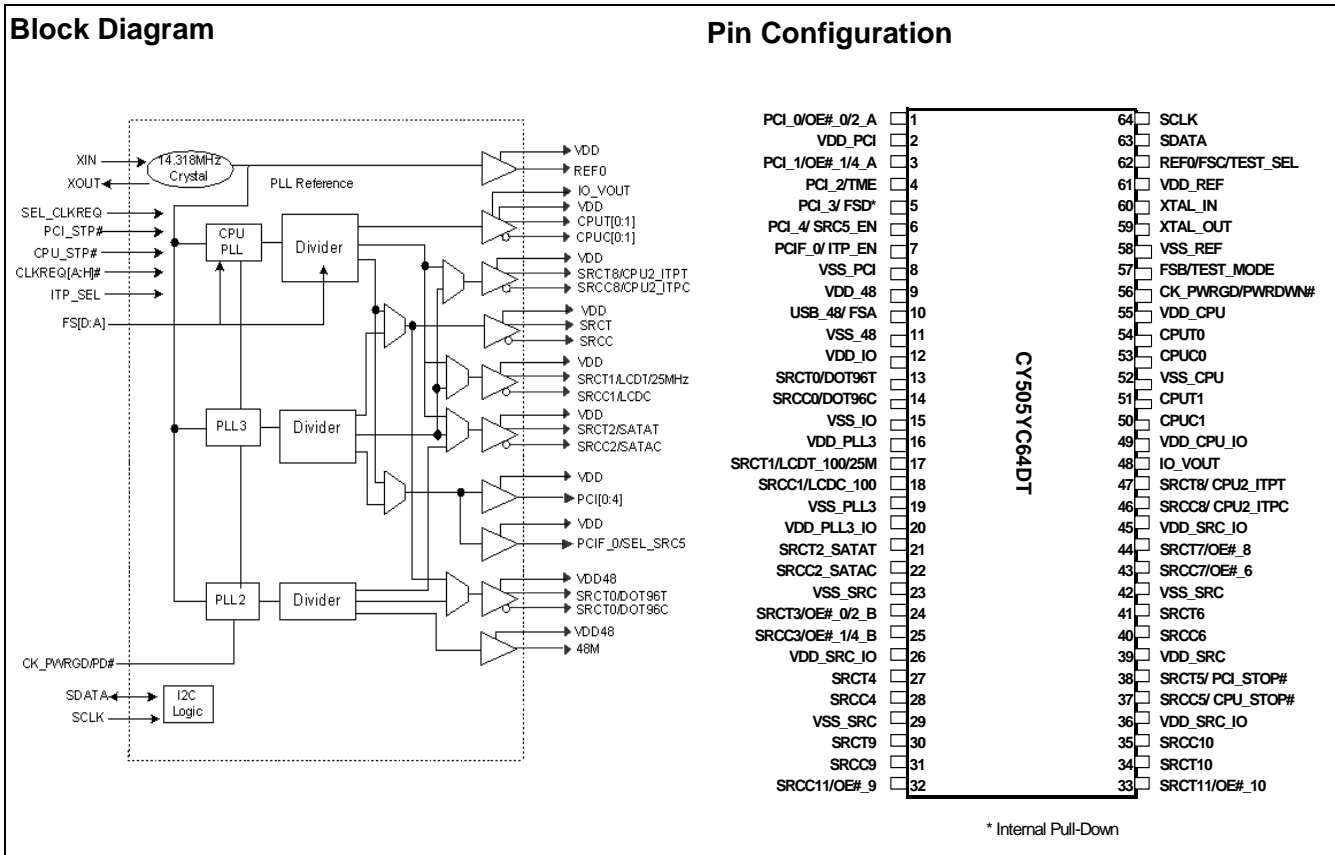 Block Diagram
XIN
XOUT
14.318MHz
Crystal
PLL Reference
SEL_CLKREQ
PCI_STP#
CPU_STP#
CLKREQ[A:H]#
ITP_SEL
FS[D:A]
CPU
PLL
Divider
PLL3
Divider
PLL2
Divider
CK_PWRGD/PD#
SDATA
SCLK
I2C
Logic
VDD
REF0
IO_VOUT
VDD
CPUT[0:1]
CPUC[0:1]
VDD
SRCT8/CPU2_ITPT
SRCC8/CPU2_ITPC
VDD
SRCT
SRCC
VDD
SRCT1/LCDT/25MHz
SRCC1/LCDC
VDD
SRCT2/SATAT
SRCC2/SATAC
VDD
PCI[0:4]
VDD
PCIF_0/SEL_SRC5
VDD48
SRCT0/DOT96T
SRCT0/DOT96C
VDD48
48M
Pin Configuration
PCI_0/OE#_0/2_A 1
VDD_PCI 2
PCI_1/OE#_1/4_A 3
PCI_2/TME 4
PCI_3/ FSD* 5
PCI_4/ SRC5_EN 6
PCIF_0/ ITP_EN 7
VSS_PCI 8
VDD_48 9
USB_48/ FSA 10
VSS_48 11
VDD_IO 12
SRCT0/DOT96T 13
SRCC0/DOT96C 14
VSS_IO 15
VDD_PLL3 16
SRCT1/LCDT_100/25M 17
SRCC1/LCDC_100 18
VSS_PLL3 19
VDD_PLL3_IO 20
SRCT2_SATAT 21
SRCC2_SATAC 22
VSS_SRC 23
SRCT3/OE#_0/2_B 24
SRCC3/OE#_1/4_B 25
VDD_SRC_IO 26
SRCT4 27
SRCC4 28
VSS_SRC 29
SRCT9 30
SRCC9 31
SRCC11/OE#_9 32
CY505YC64DT
64 SCLK
63 SDATA
62 REF0/FSC/TEST_SEL
61 VDD_REF
60 XTAL_IN
59 XTAL_OUT
58 VSS_REF
57 FSB/TEST_MODE
56 CK_PWRGD/PWRDWN#
55 VDD_CPU
54 CPUT0
53 CPUC0
52 VSS_CPU
51 CPUT1
50 CPUC1
49 VDD_CPU_IO
48 IO_VOUT
47 SRCT8/ CPU2_ITPT
46 SRCC8/ CPU2_ITPC
45 VDD_SRC_IO
44 SRCT7/OE#_8
43 SRCC7/OE#_6
42 VSS_SRC
41 SRCT6
40 SRCC6
39 VDD_SRC
38 SRCT5/ PCI_STOP#
37 SRCC5/ CPU_STOP#
36 VDD_SRC_IO
35 SRCC10
34 SRCT10
33 SRCT11/OE#_10
* Internal Pull-Down